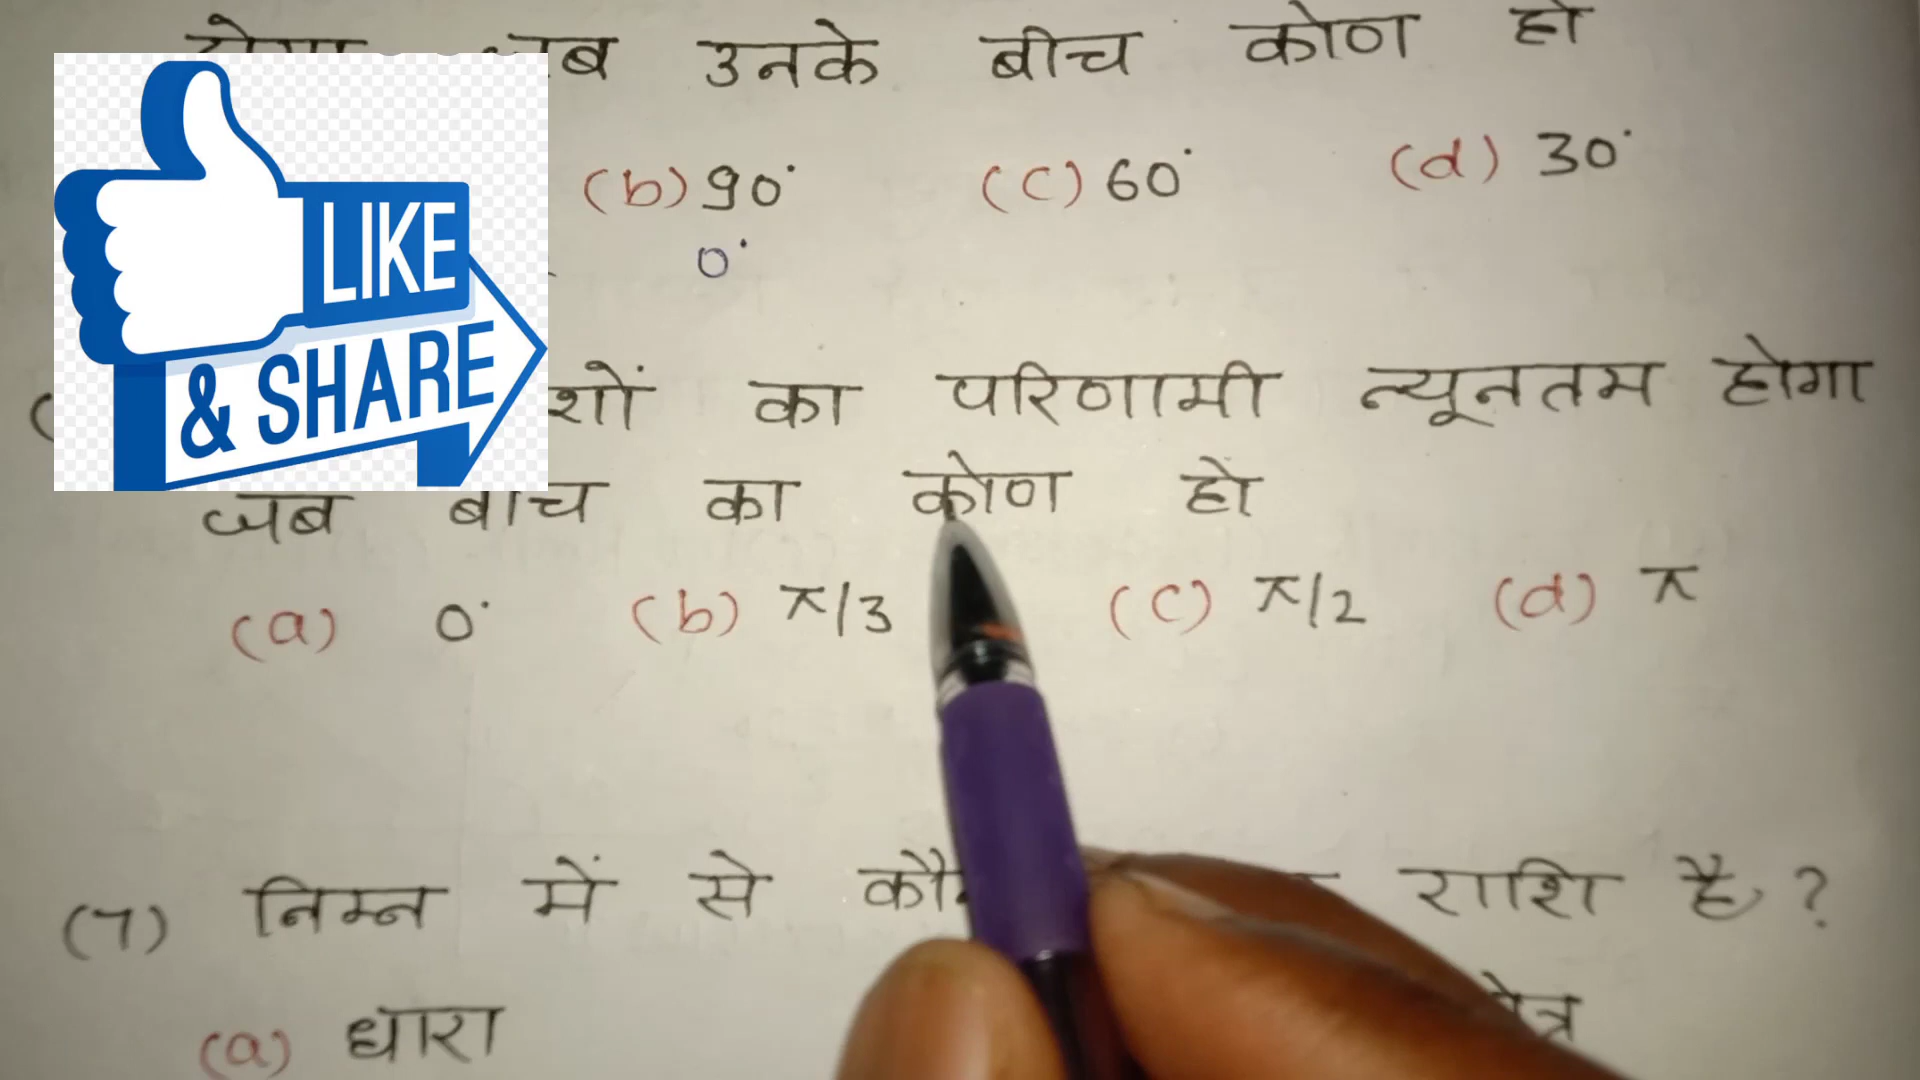 जब उनके बीच कोण हो
(b) 90° (c) 60° (d) 30°
0°
LIKE
& SHARE
का परिणामी न्यूनतम होगा
जब बीच का कोण हो
(a) 0° (b) π/3 (c) π/2 (d) π
(7) निम्न में से राशि है ?
(a) धारा